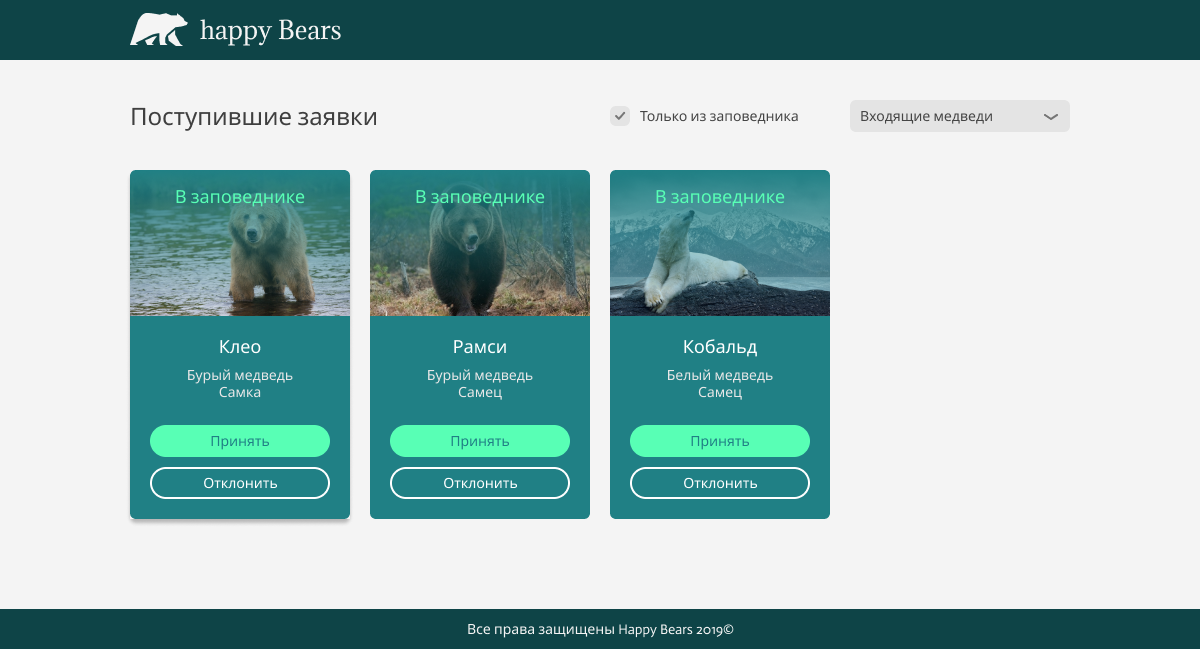 happy Bears
Поступившие заявки
Только из заповедника
Входящие медведи
В заповеднике
Клео
Бурый медведь
Самка
Принять
Отклонить
В заповеднике
Рамси
Бурый медведь
Самец
Принять
Отклонить
В заповеднике
Кобальд
Белый медведь
Самец
Принять
Отклонить
Все права защищены Happy Bears 2019©